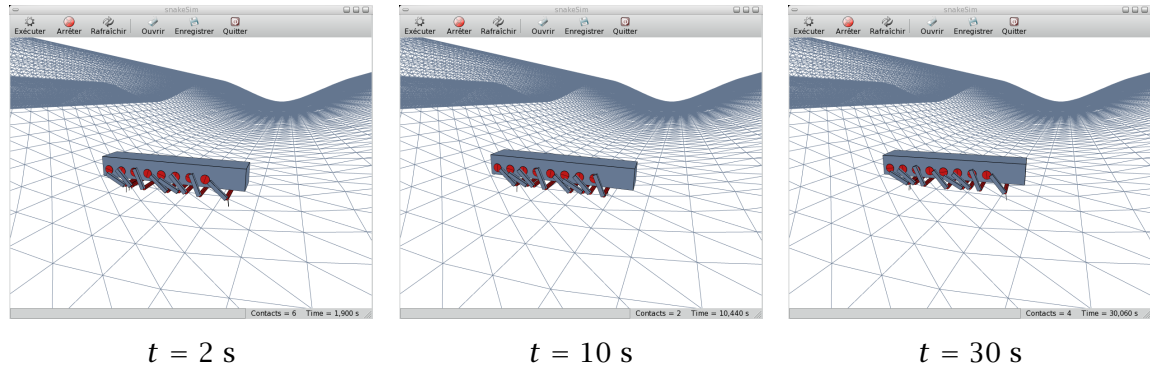 snakeSim
Exécuter Arrêter Rafraîchir Ouvrir Enregistrer Quitter
Contacts = 6 Time = 1,900 s
t = 2 s
snakeSim
Exécuter Arrêter Rafraîchir Ouvrir Enregistrer Quitter
Contacts = 2 Time = 10,440 s
t = 10 s
snakeSim
Exécuter Arrêter Rafraîchir Ouvrir Enregistrer Quitter
Contacts = 4 Time = 30,060 s
t = 30 s